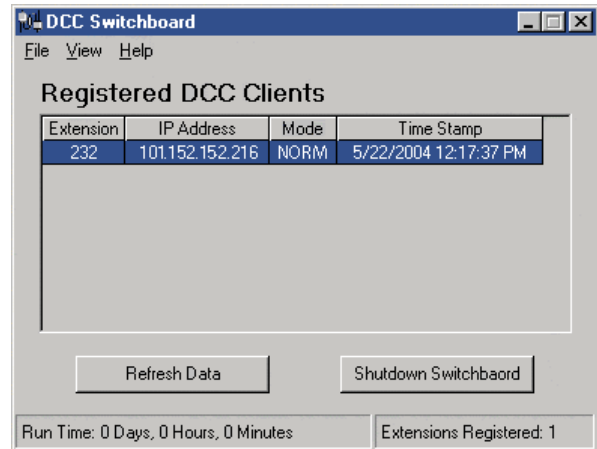 DCC Switchboard
File View Help
Registered DCC Clients
Extension IP Address Mode Time Stamp
232 101.152.152.216 NORM 5/22/2004 12:17:37 PM
Refresh Data Shutdown Switchbaord
Run Time: 0 Days, 0 Hours, 0 Minutes Extensions Registered: 1